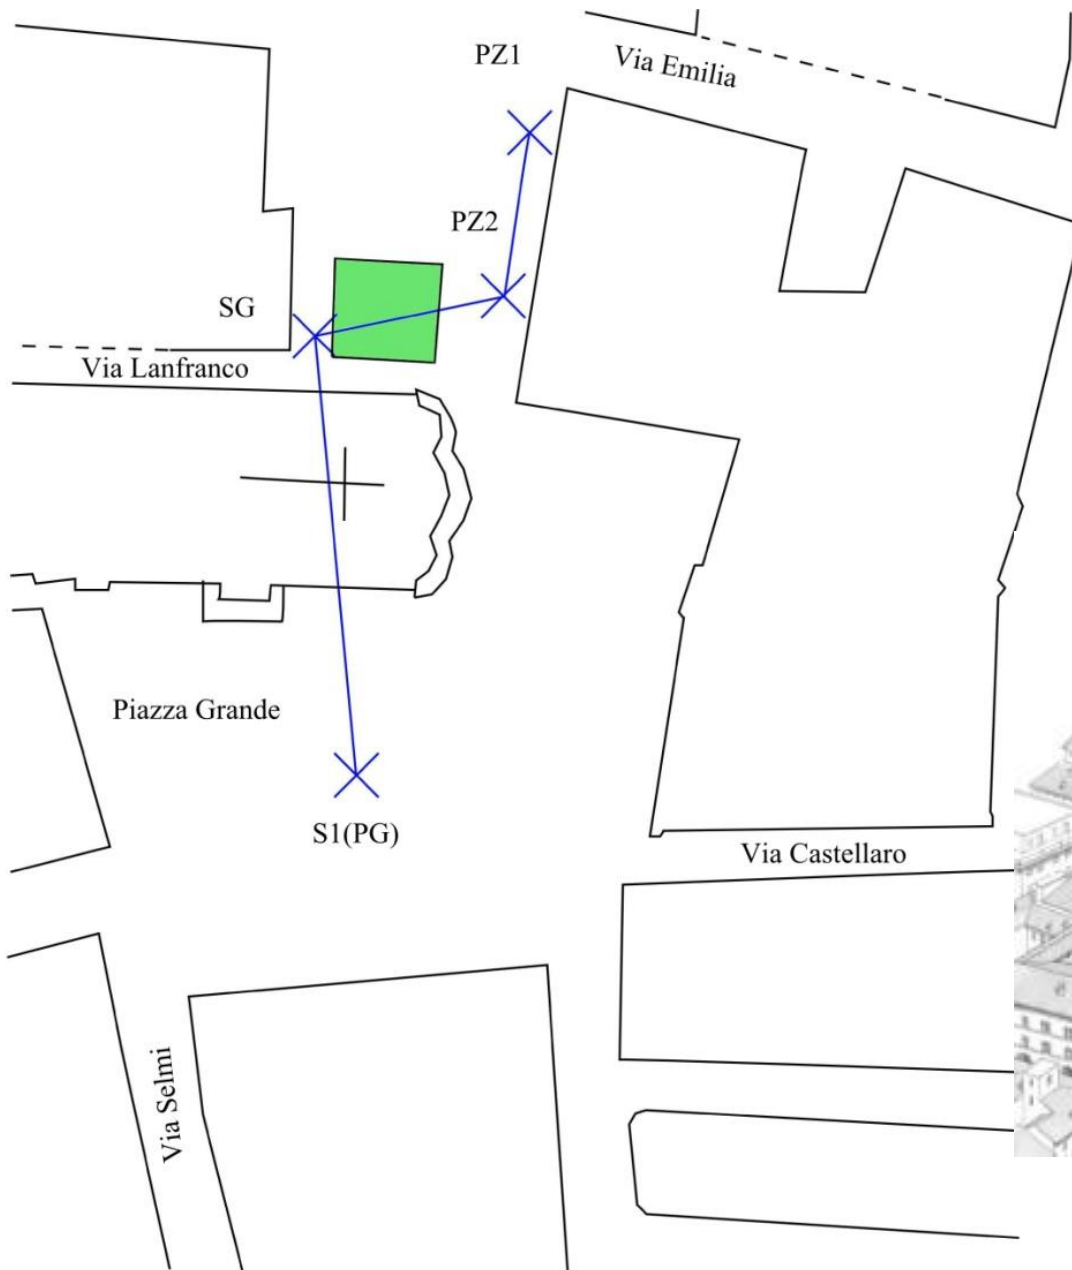 PZ1
Via Emilia
PZ2
SG
Via Lanfranco
Piazza Grande
S1(PG)
Via Castellaro
Via Selmi